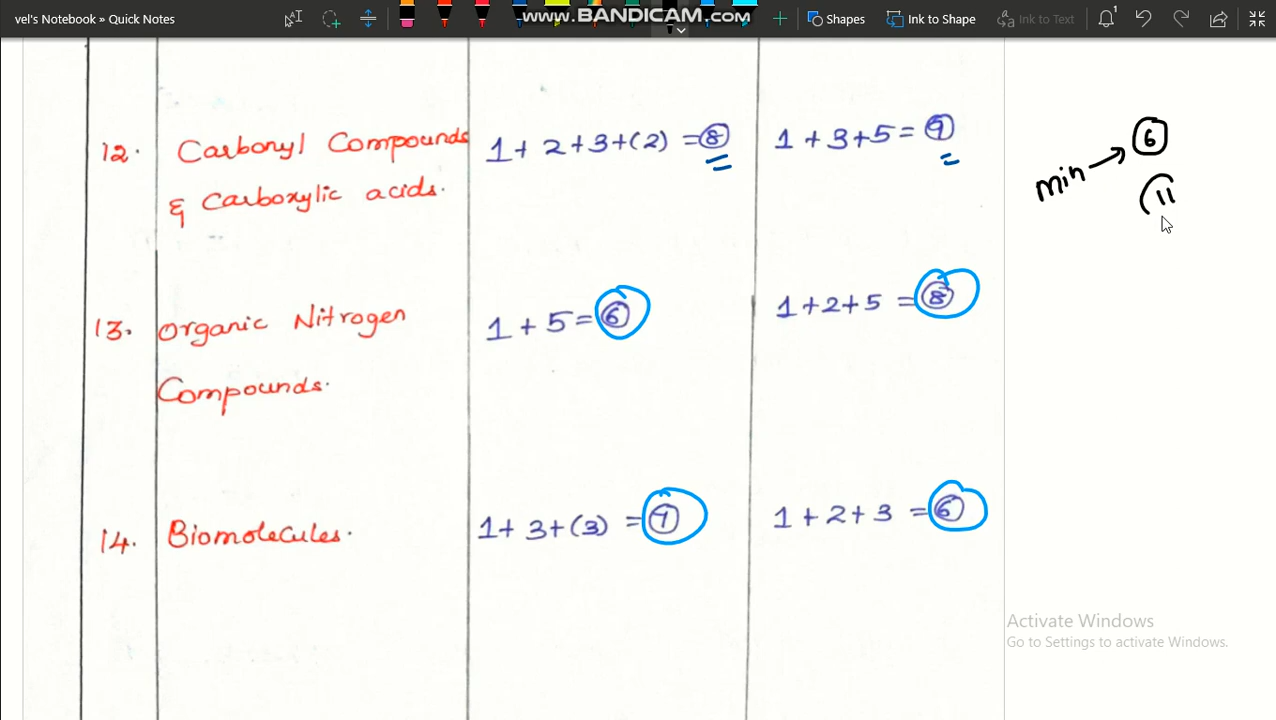 vel's Notebook » Quick Notes
www.BANDICAM.com
Shapes
Ink to Shape
Ink to Text
1
12. Carbonyl Compounds 1 + 2 + 3 + (2) = 8 1 + 3 + 5 = 9
& Carboxylic acids.
min → 6
(11
13. Organic Nitrogen 1 + 5 = 6 1 + 2 + 5 = 8
Compounds.
14. Biomolecules. 1 + 3 + (3) = 7 1 + 2 + 3 = 6
Activate Windows
Go to Settings to activate Windows.